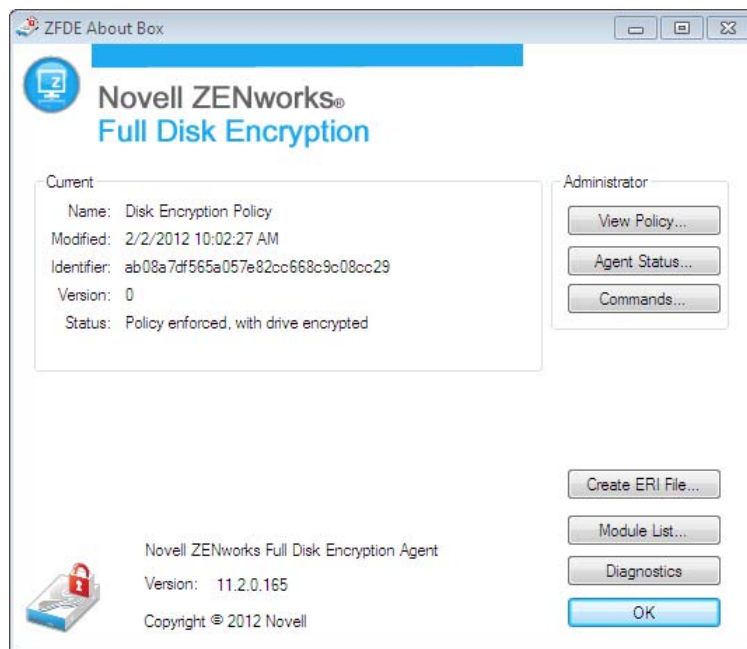 ZFDE About Box
Z
Novell ZENworks®
Full Disk Encryption
Current
Name: Disk Encryption Policy
Modified: 2/2/2012 10:02:27 AM
Identifier: ab08a7df565a057e82cc668c9c08cc29
Version: 0
Status: Policy enforced, with drive encrypted
Administrator
View Policy...
Agent Status...
Commands...
Create ERI File...
Module List...
Diagnostics
OK
Novell ZENworks Full Disk Encryption Agent
Version: 11.2.0.165
Copyright © 2012 Novell